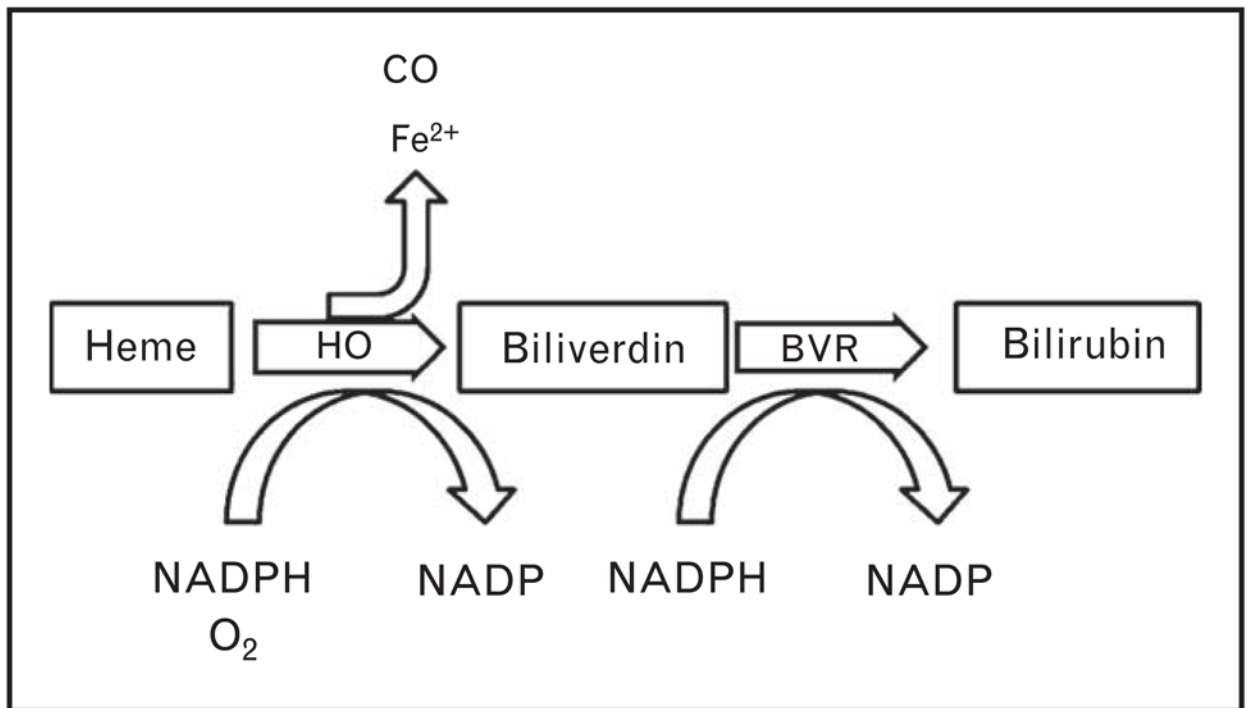 CO
Fe²⁺
Heme
HO
Biliverdin
BVR
Bilirubin
NADPH
O₂
NADP
NADPH
NADP